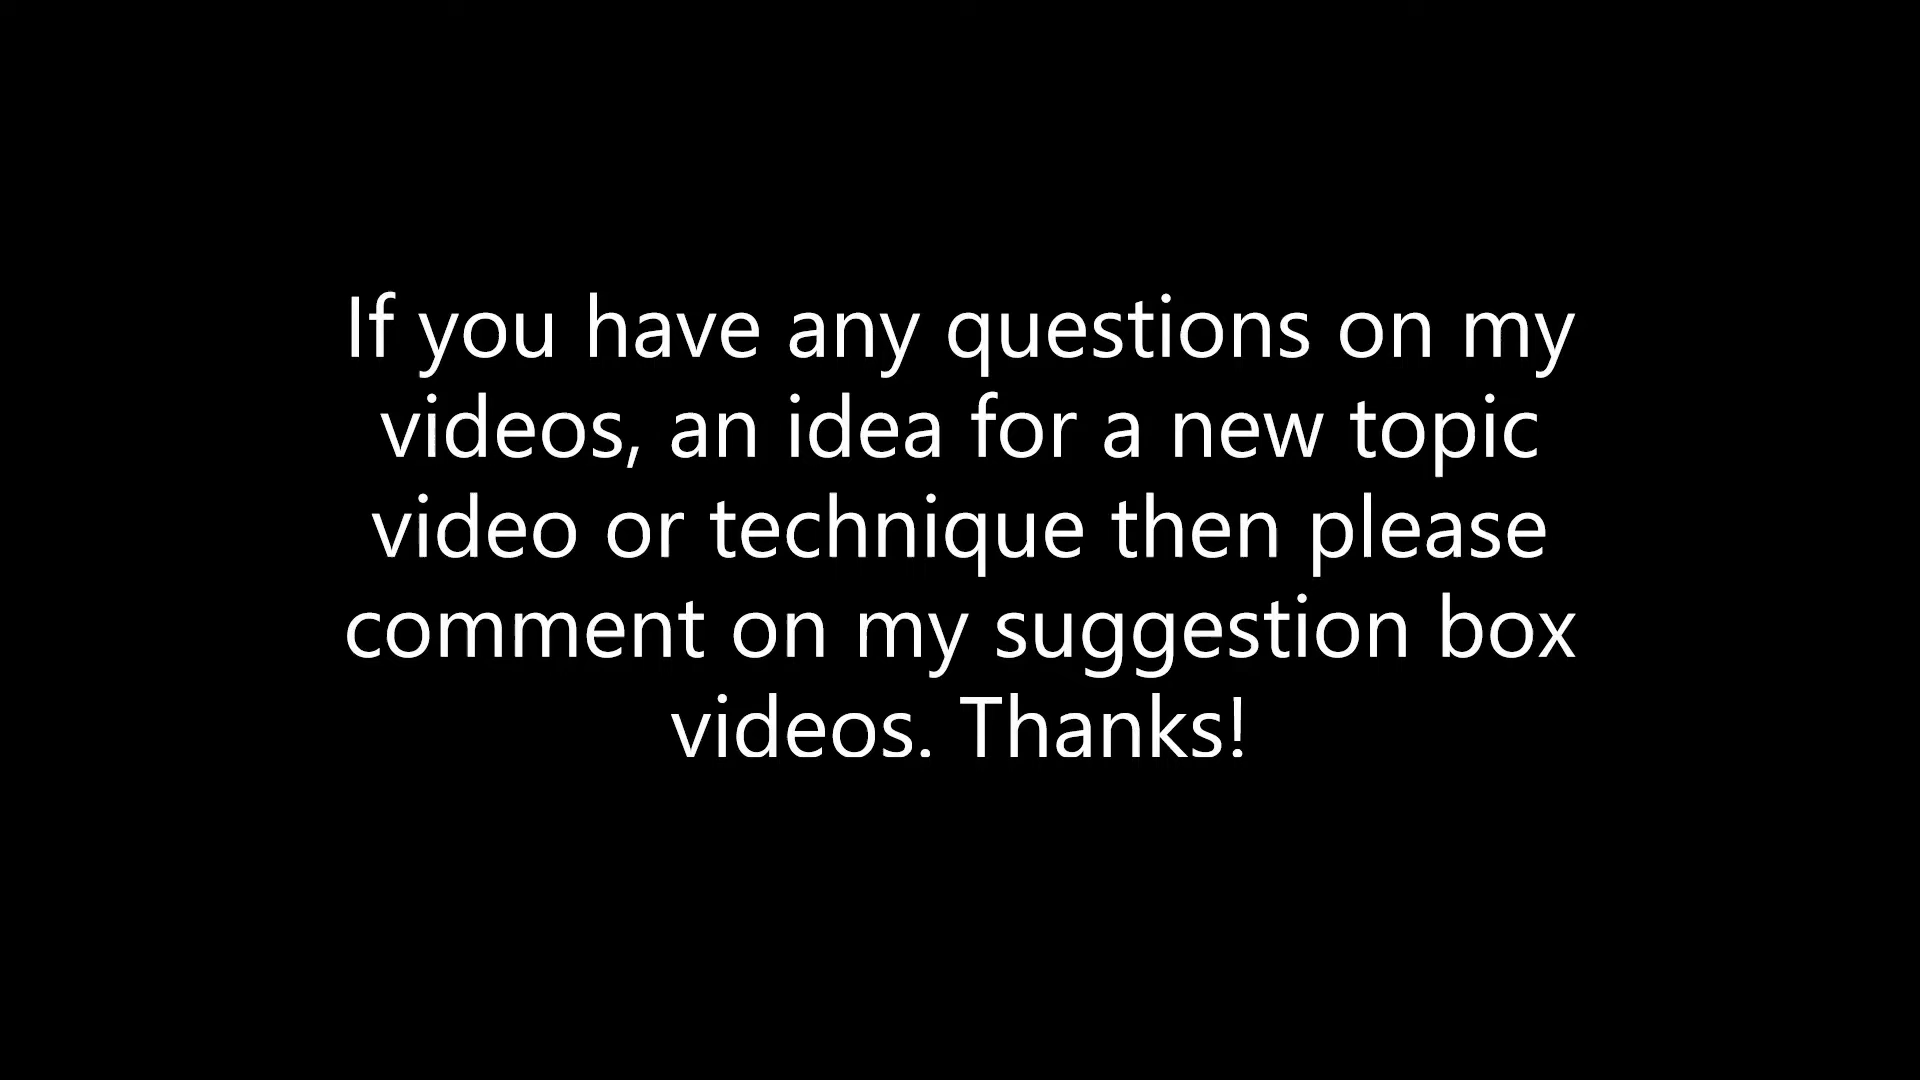 If you have any questions on my
videos, an idea for a new topic
video or technique then please
comment on my suggestion box
videos. Thanks!